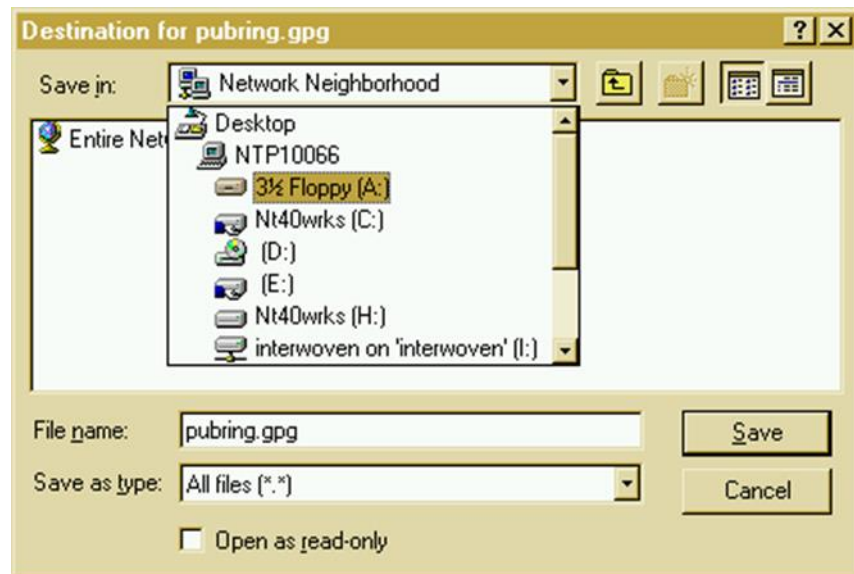 Destination for pubring.gpg
Save in: Network Neighborhood
Desktop
Entire Net
NTP10066
3½ Floppy (A:)
Nt40wrks (C:)
(D:)
(E:)
Nt40wrks (H:)
interwoven on 'interwoven' (I:)
File name: pubring.gpg Save
Save as type: All files (*.*) Cancel
Open as read-only